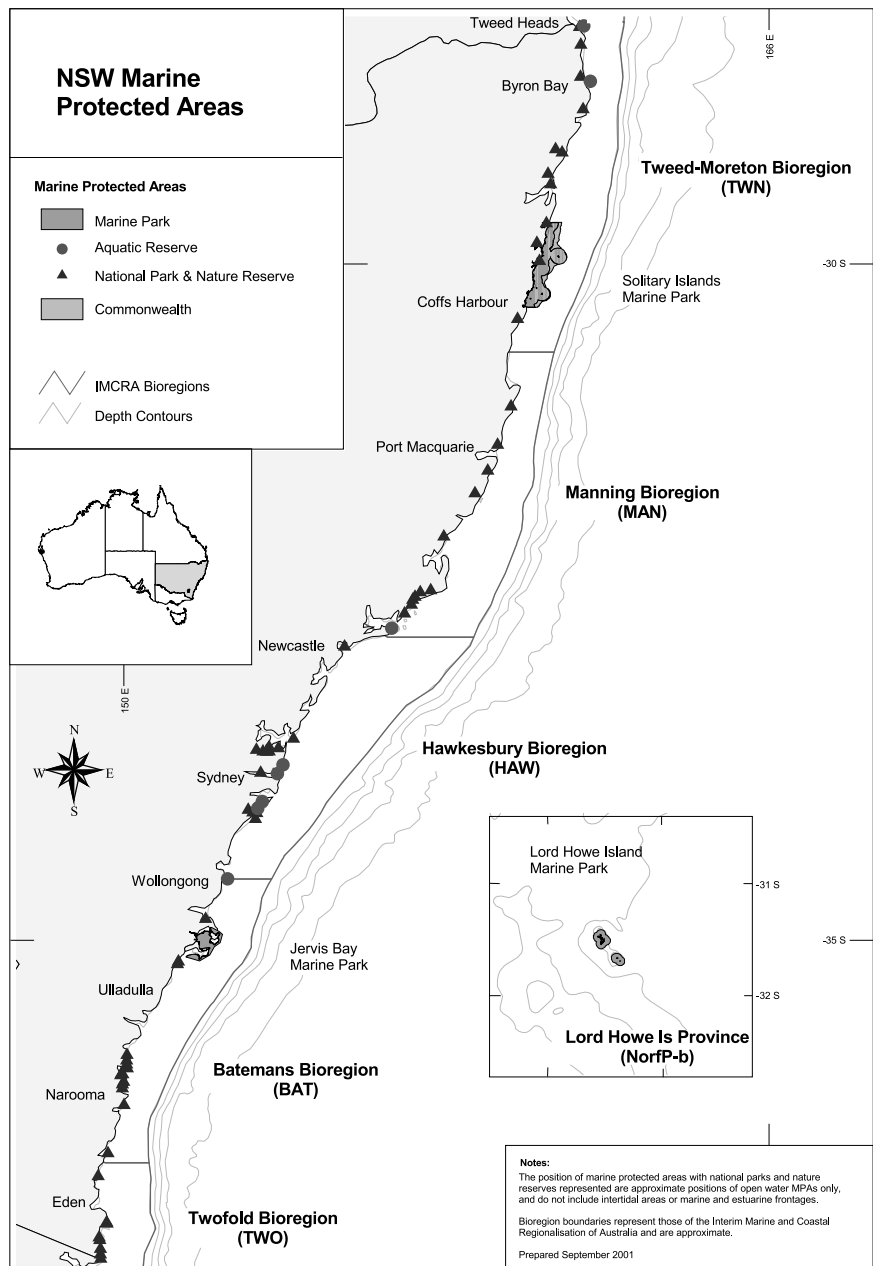 NSW Marine
Protected Areas
Marine Protected Areas
Marine Park
Aquatic Reserve
National Park & Nature Reserve
Commonwealth
IMCRA Bioregions
Depth Contours
Tweed Heads
166 E
Byron Bay
Tweed-Moreton Bioregion
(TWN)
-30 S
Solitary Islands
Marine Park
Coffs Harbour
Port Macquarie
Manning Bioregion
(MAN)
Newcastle
150 E
N
W
E
S
Hawkesbury Bioregion
(HAW)
Sydney
Lord Howe Island
Marine Park
-31 S
Wollongong
-35 S
Jervis Bay
Marine Park
Ulladulla
-32 S
Lord Howe Is Province
(NorfP-b)
Batemans Bioregion
(BAT)
Narooma
Eden
Twofold Bioregion
(TWO)
Notes:
The position of marine protected areas with national parks and nature
reserves represented are approximate positions of open water MPAs only,
and do not include intertidal areas or marine and estuarine frontages.
Bioregion boundaries represent those of the Interim Marine and Coastal
Regionalisation of Australia and are approximate.
Prepared September 2001